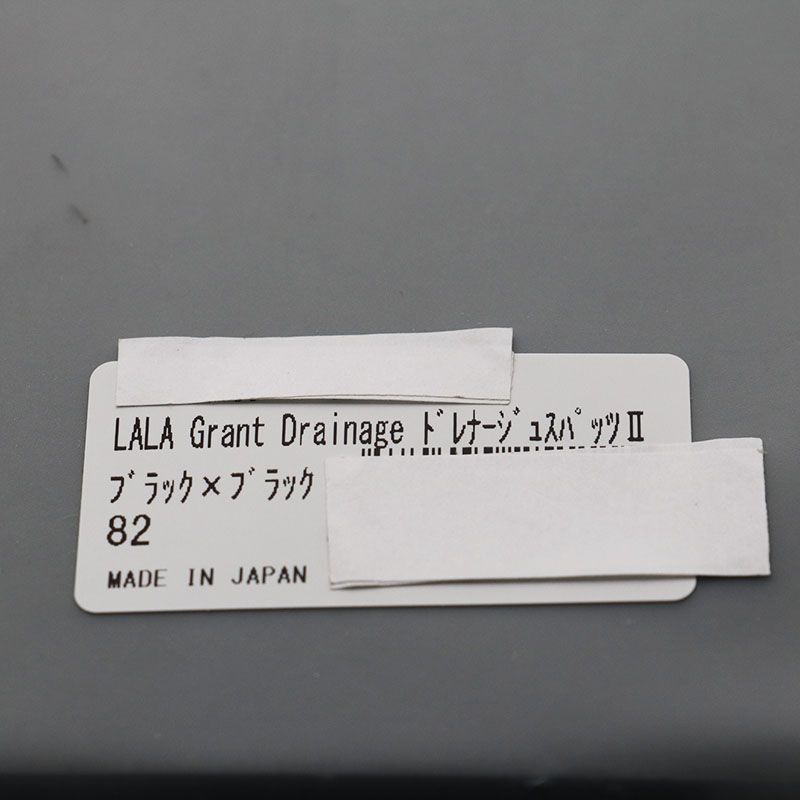 LALA Grant Drainage ﾄﾞﾚﾅｰｼﾞｭｽﾊﾟｯﾂⅡ
ﾌﾞﾗｯｸ×ﾌﾞﾗｯｸ
82
MADE IN JAPAN